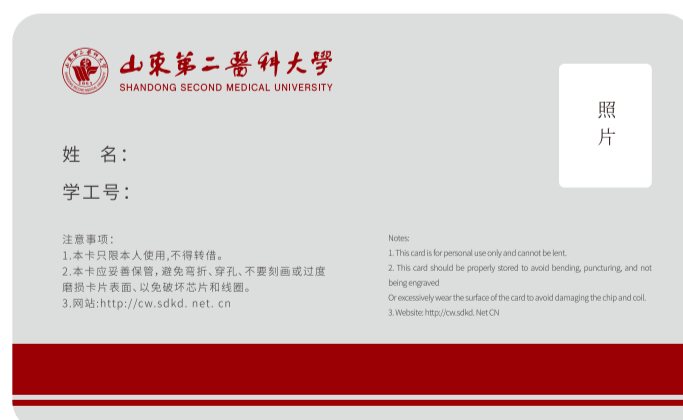 山東第二醫科大學
SHANDONG SECOND MEDICAL UNIVERSITY
照
片
姓 名：
学工号：
注意事项：
1.本卡只限本人使用,不得转借。
2.本卡应妥善保管,避免弯折、穿孔、不要刻画或过度
磨损卡片表面、以免破坏芯片和线圈。
3.网站:http://cw.sdkd. net. cn
Notes:
1. This card is for personal use only and cannot be lent.
2. This card should be properly stored to avoid bending, puncturing, and not
being engraved
Or excessively wear the surface of the card to avoid damaging the chip and coil.
3. Website: http://cw.sdkd. Net CN